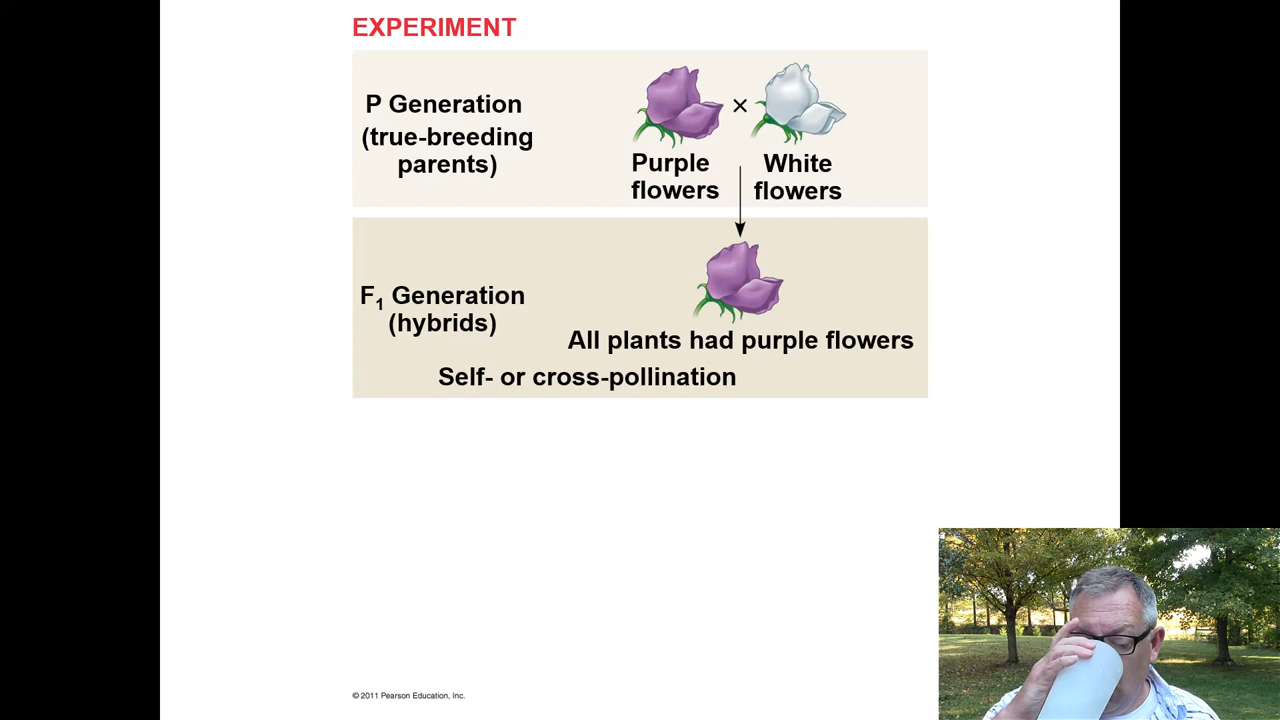 EXPERIMENT
P Generation
(true-breeding
parents)
×
Purple
flowers
White
flowers
F1 Generation
(hybrids)
All plants had purple flowers
Self- or cross-pollination
© 2011 Pearson Education, Inc.